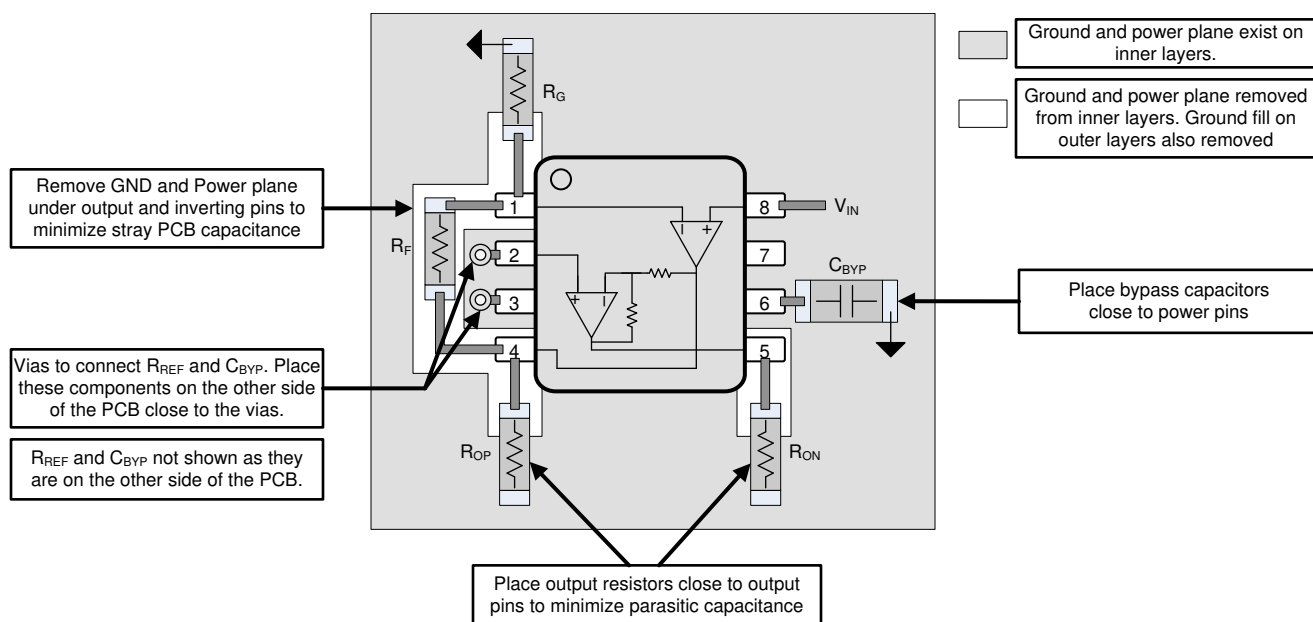 Ground and power plane exist on
inner layers.
Ground and power plane removed
from inner layers. Ground fill on
outer layers also removed
RG
Remove GND and Power plane
under output and inverting pins to
minimize stray PCB capacitance
1
8
VIN
RF
2
7
CBYP
3
6
Place bypass capacitors
close to power pins
4
5
Vias to connect RREF and CBYP. Place
these components on the other side
of the PCB close to the vias.
RREF and CBYP not shown as they
are on the other side of the PCB.
ROP
RON
Place output resistors close to output
pins to minimize parasitic capacitance